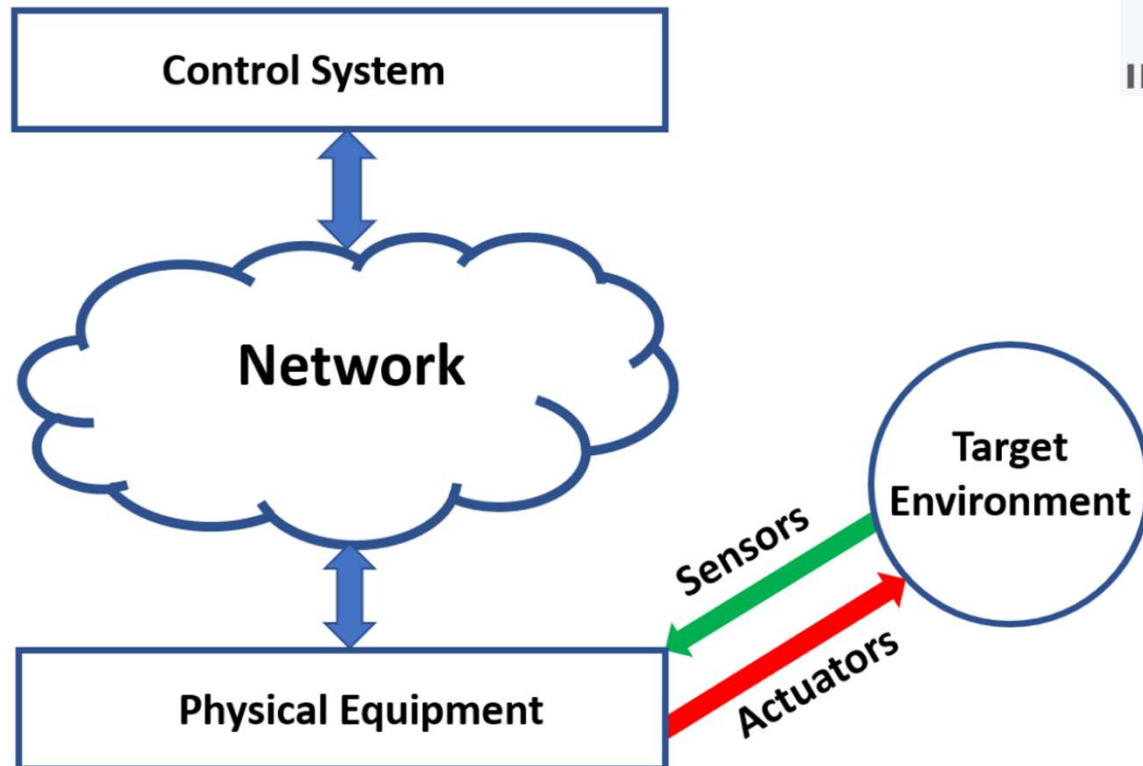 Control System
Network
Target
Environment
Sensors
Actuators
Physical Equipment